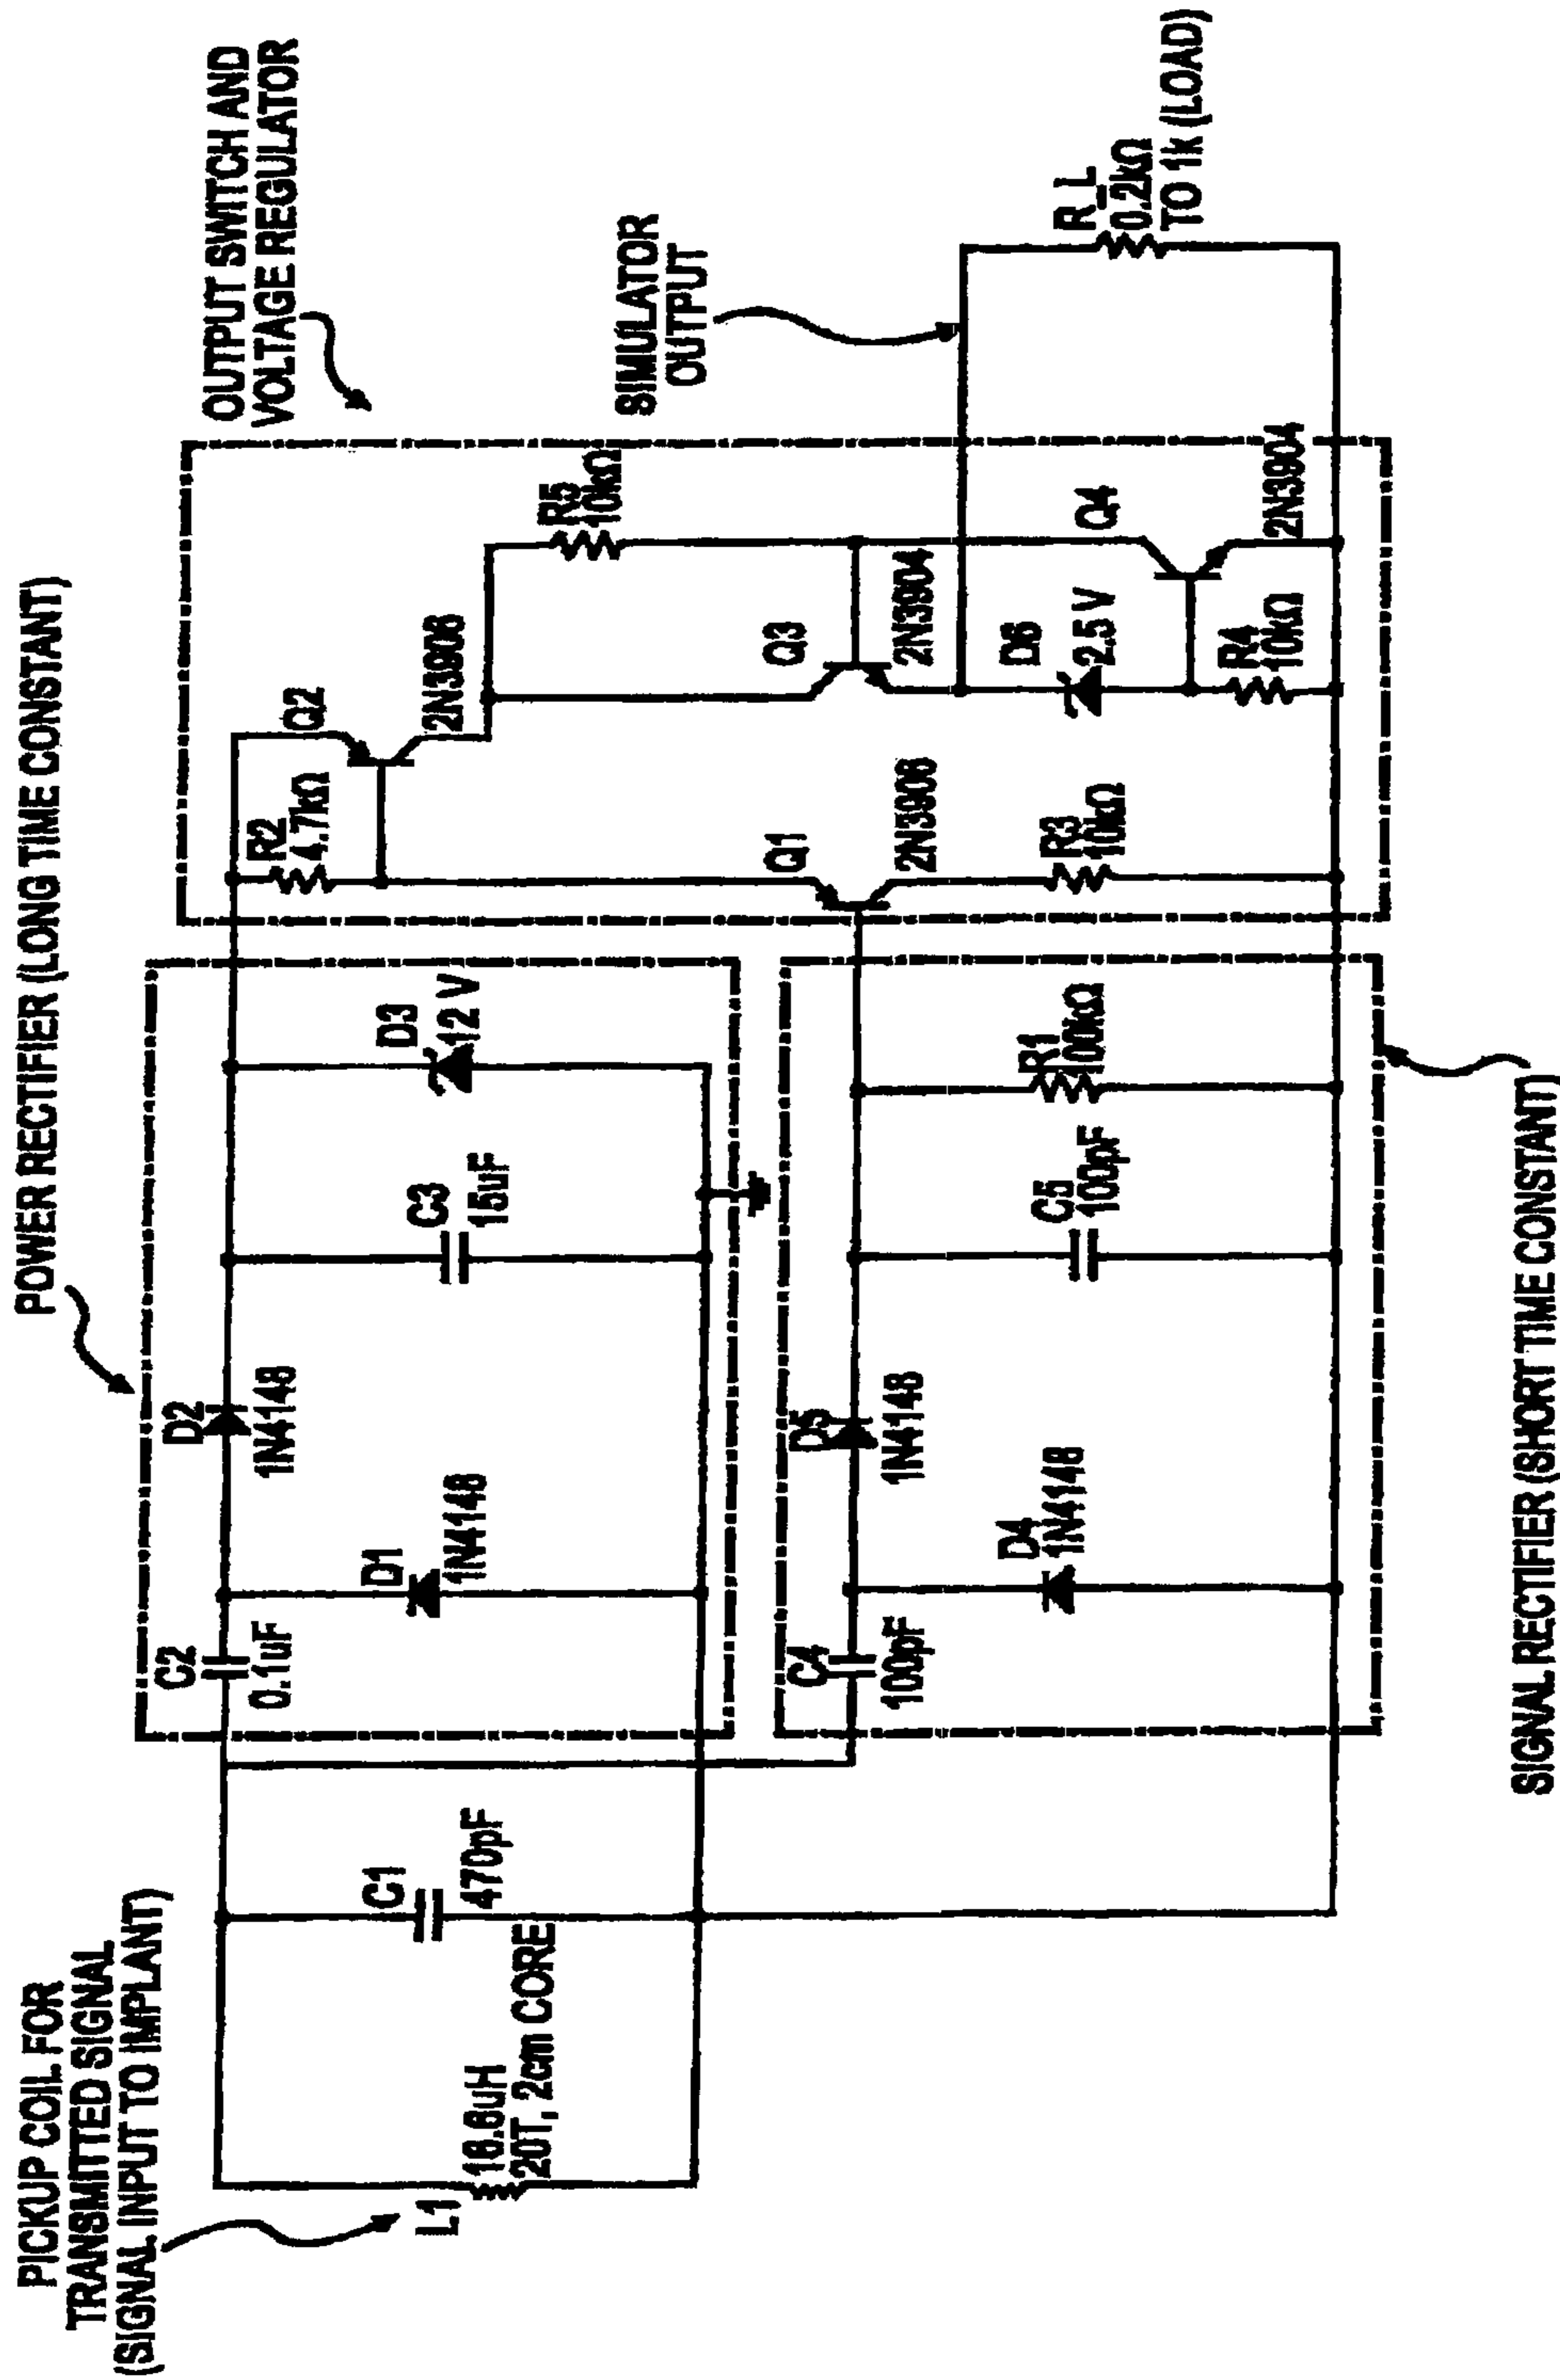 PICKUP COIL FOR
TRANSMITTED SIGNAL
(SIGNAL INPUT TO IMPLANT)
POWER RECTIFIER (LONG TIME CONSTANT)
OUTPUT SWITCH AND
VOLTAGE REGULATOR
SIMULATOR
OUTPUT
L1
18.6uH
20T, 2cm CORE
C1
470pF
C2
0.1uF
D1
1N4148
D2
1N4148
C3
15uF
D3
12 V
C4
100pF
D4
1N4148
D5
1N4148
C5
100pF
R1
100kΩ
R2
4.7kΩ
Q2
2N3906
Q1
2N3906
R3
10kΩ
R5
10kΩ
Q3
2N3904
D6
2.5 V
R4
10kΩ
Q4
2N3904
R_L
0.2kΩ
TO 1k (LOAD)
SIGNAL RECTIFIER (SHORT TIME CONSTANT)